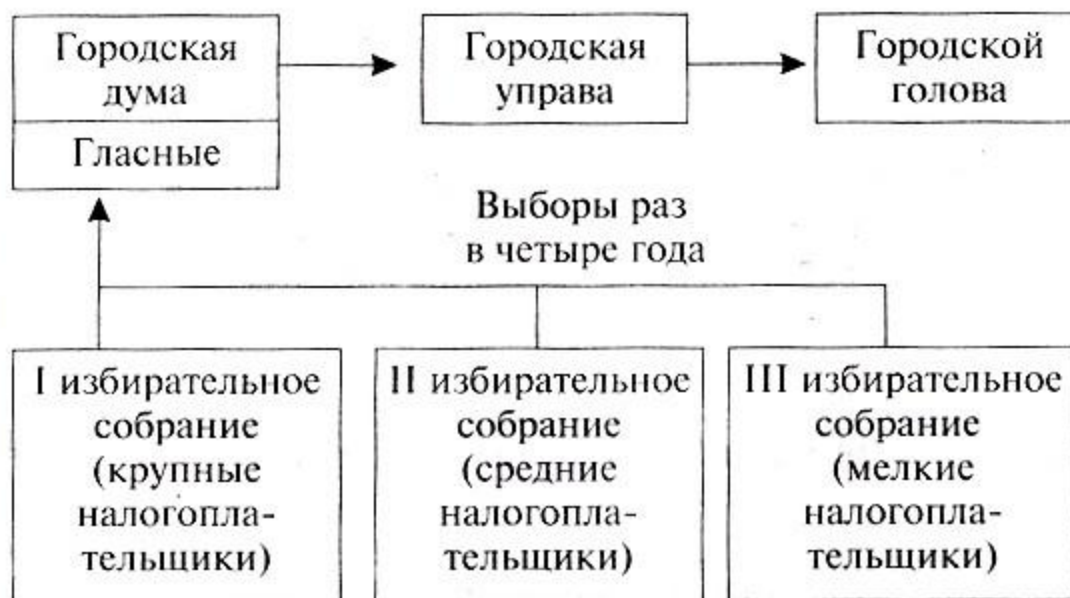 Городская
дума
Гласные
Городская
управа
Городской
голова
Выборы раз
в четыре года
I избирательное
собрание
(крупные
налогопла-
тельщики)
II избирательное
собрание
(средние
налогопла-
тельщики)
III избирательное
собрание
(мелкие
налогопла-
тельщики)